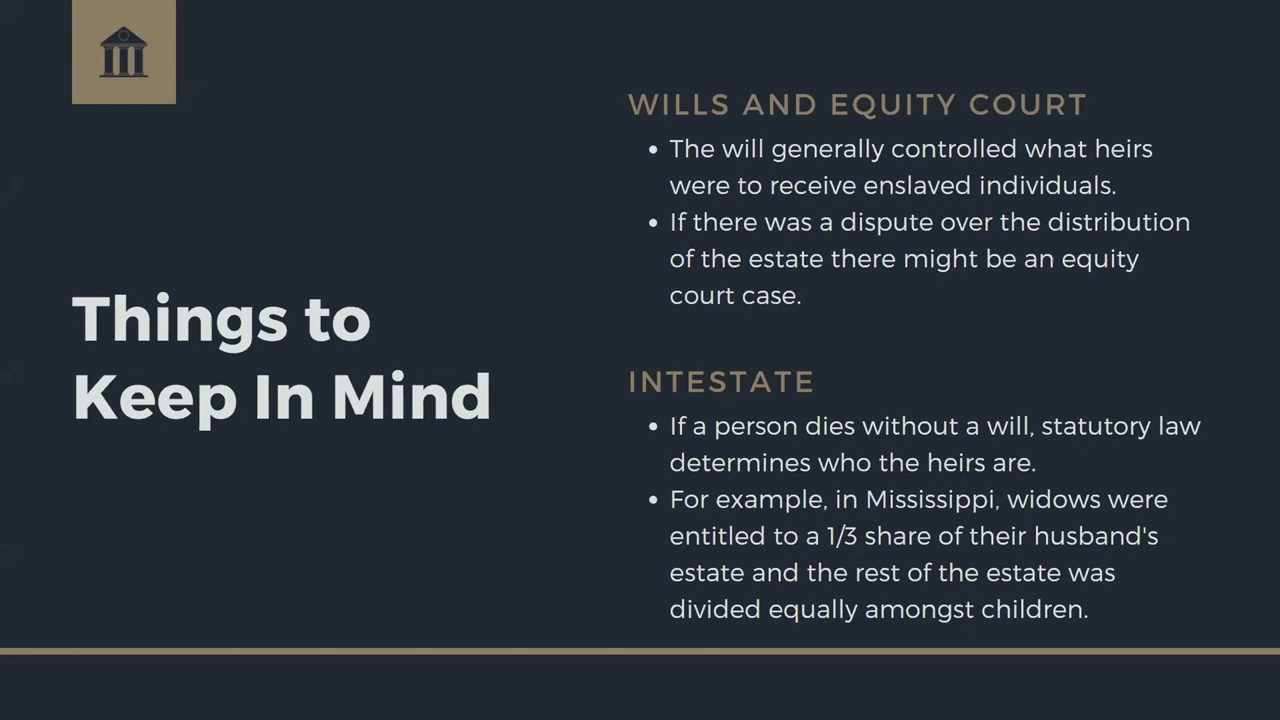 Things to
Keep In Mind
WILLS AND EQUITY COURT
• The will generally controlled what heirs
were to receive enslaved individuals.
• If there was a dispute over the distribution
of the estate there might be an equity
court case.
INTESTATE
• If a person dies without a will, statutory law
determines who the heirs are.
• For example, in Mississippi, widows were
entitled to a 1/3 share of their husband's
estate and the rest of the estate was
divided equally amongst children.